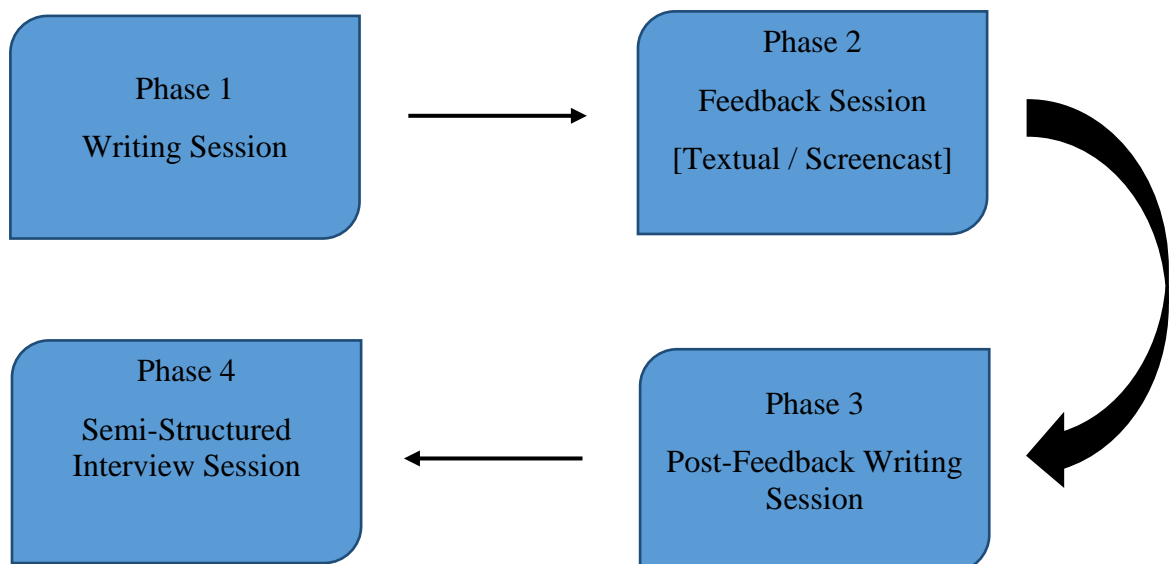 Phase 1
Writing Session
Phase 2
Feedback Session
[Textual / Screencast]
Phase 3
Post-Feedback Writing
Session
Phase 4
Semi-Structured
Interview Session